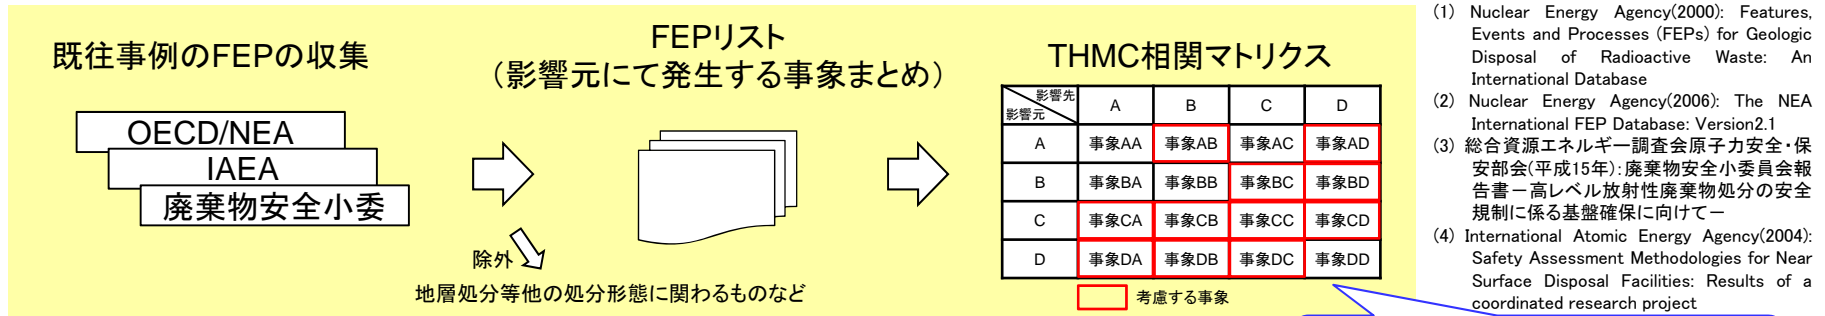 既往事例のFEPの収集
OECD/NEA
IAEA
廃棄物安全小委
除外
地層処分等他の処分形態に関わるものなど
FEPリスト
（影響元にて発生する事象まとめ）
THMC相関マトリクス
影響先
影響元
A B C D
A 事象AA 事象AB 事象AC 事象AD
B 事象BA 事象BB 事象BC 事象BD
C 事象CA 事象CB 事象CC 事象CD
D 事象DA 事象DB 事象DC 事象DD
考慮する事象
(1) Nuclear Energy Agency(2000): Features,
Events and Processes (FEPs) for Geologic
Disposal of Radioactive Waste: An
International Database
(2) Nuclear Energy Agency(2006): The NEA
International FEP Database: Version2.1
(3) 総合資源エネルギー調査会原子力安全・保
安部会(平成15年):廃棄物安全小委員会報
告書－高レベル放射性廃棄物処分の安全
規制に係る基盤確保に向けて－
(4) International Atomic Energy Agency(2004):
Safety Assessment Methodologies for Near
Surface Disposal Facilities: Results of a
coordinated research project